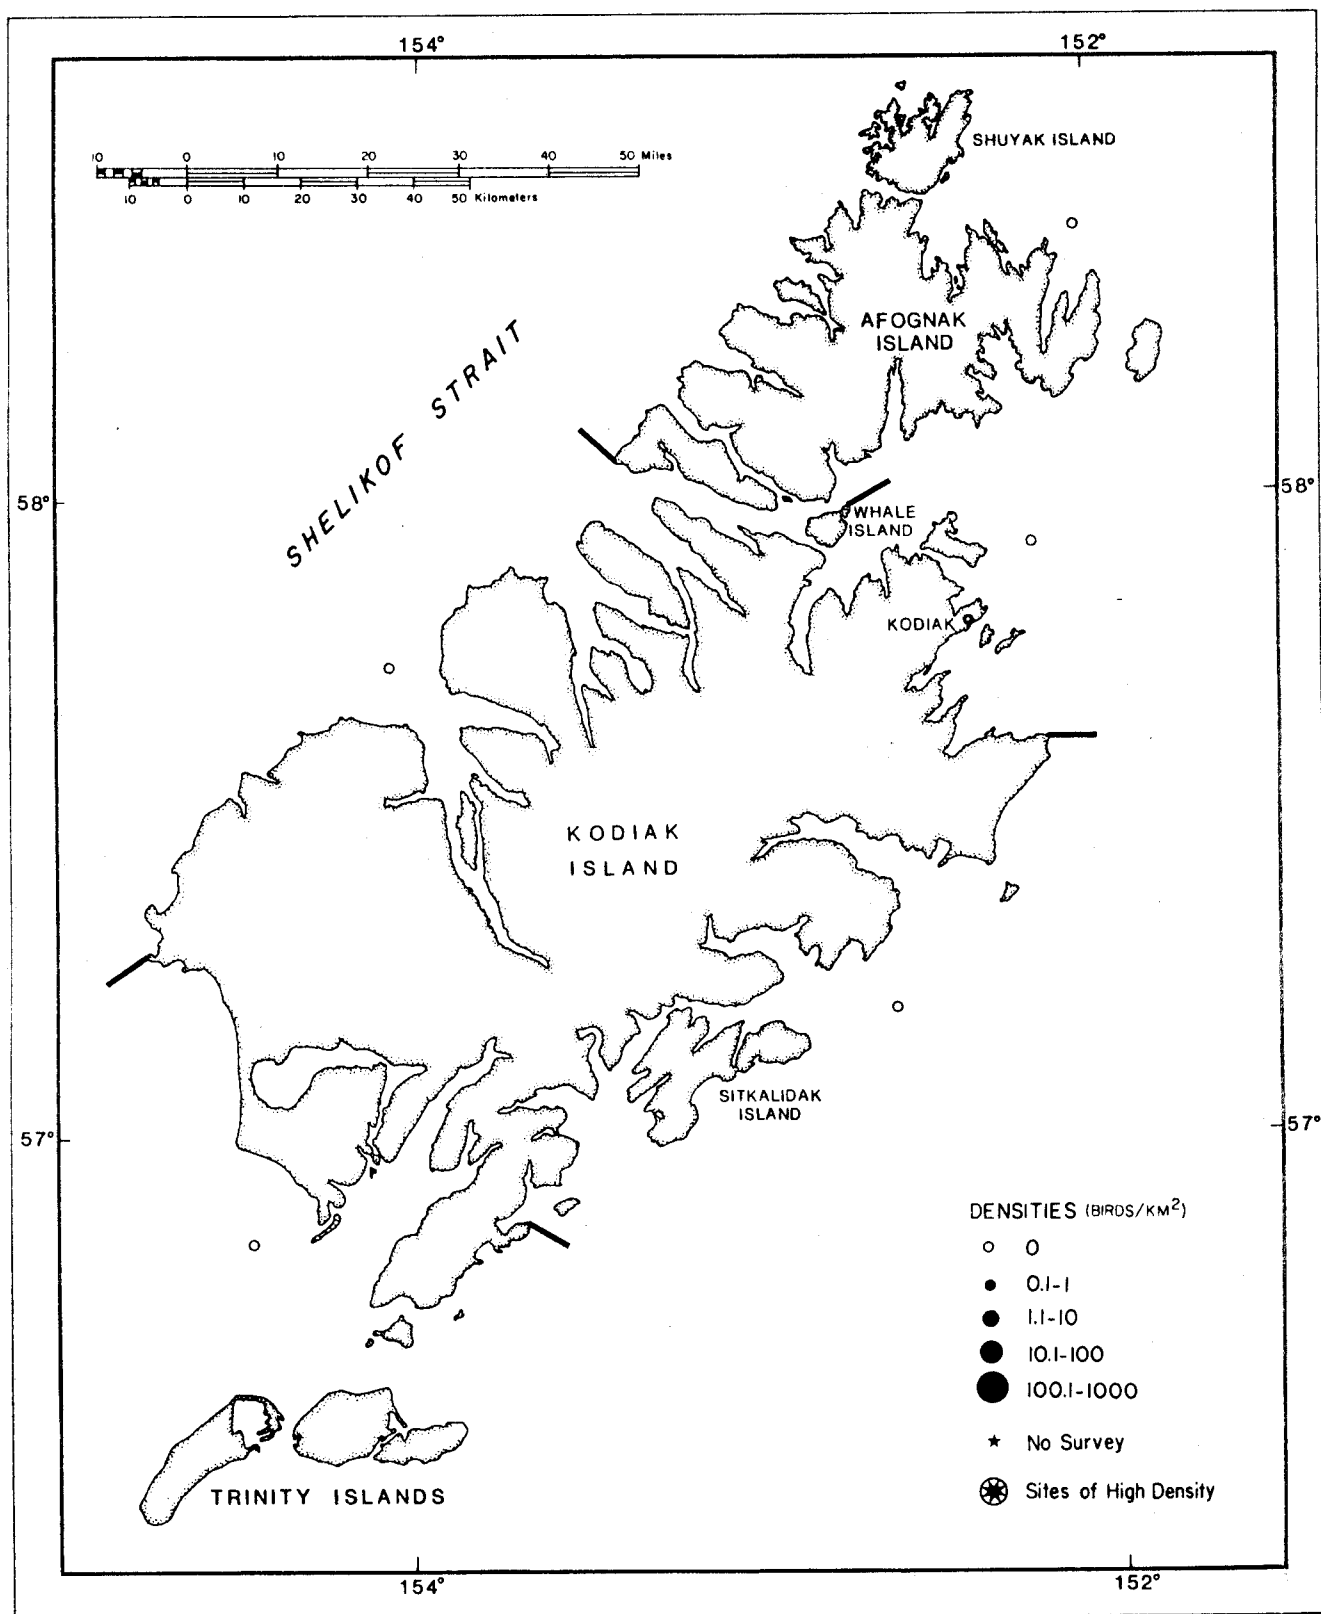 154° 152°
SHUYAK ISLAND
10 0 10 20 30 40 50 Miles
10 0 10 20 30 40 50 Kilometers
AFOGNAK
ISLAND
SHELIKOF STRAIT
58° 58°
WHALE
ISLAND
KODIAK
KODIAK
ISLAND
SITKALIDAK
ISLAND
57° 57°
DENSITIES (BIRDS/KM²)
0
0.1-1
1.1-10
10.1-100
100.1-1000
No Survey
Sites of High Density
TRINITY ISLANDS
154° 152°